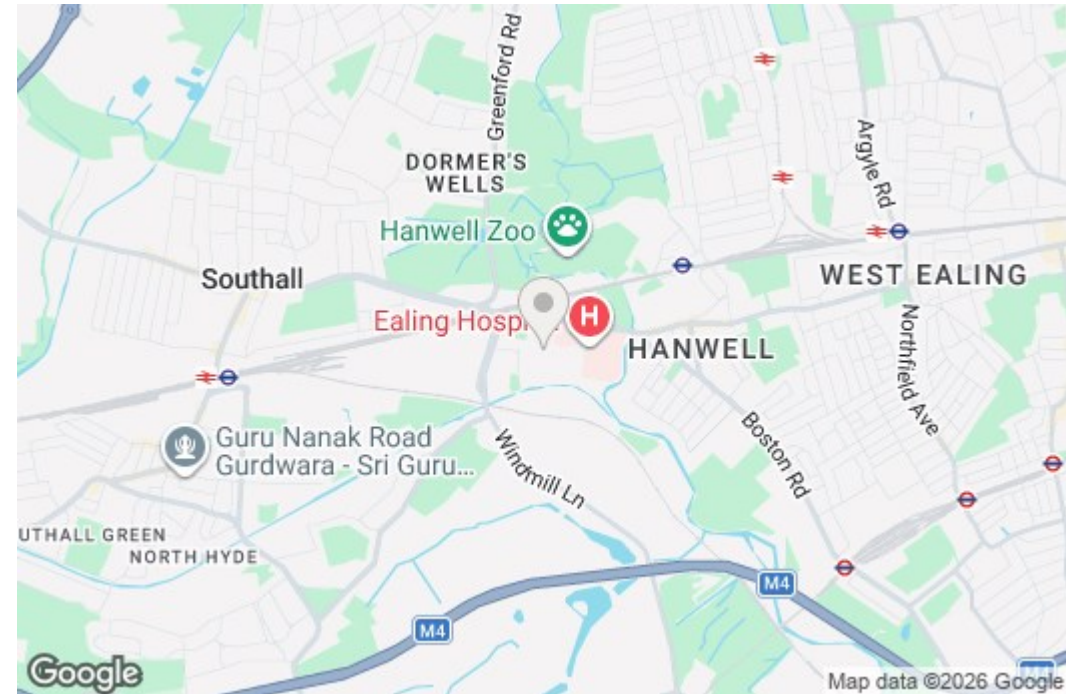 Greenford Rd
Argyle Rd
DORMER'S
WELLS
Hanwell Zoo
Southall
WEST EALING
Ealing Hosp
H
HANWELL
Northfield Ave
Guru Nanak Road
Gurdwara - Sri Guru...
Boston Rd
Windmill Ln
UTHALL GREEN
NORTH HYDE
M4
M4
M4
Google
Map data ©2026 Google